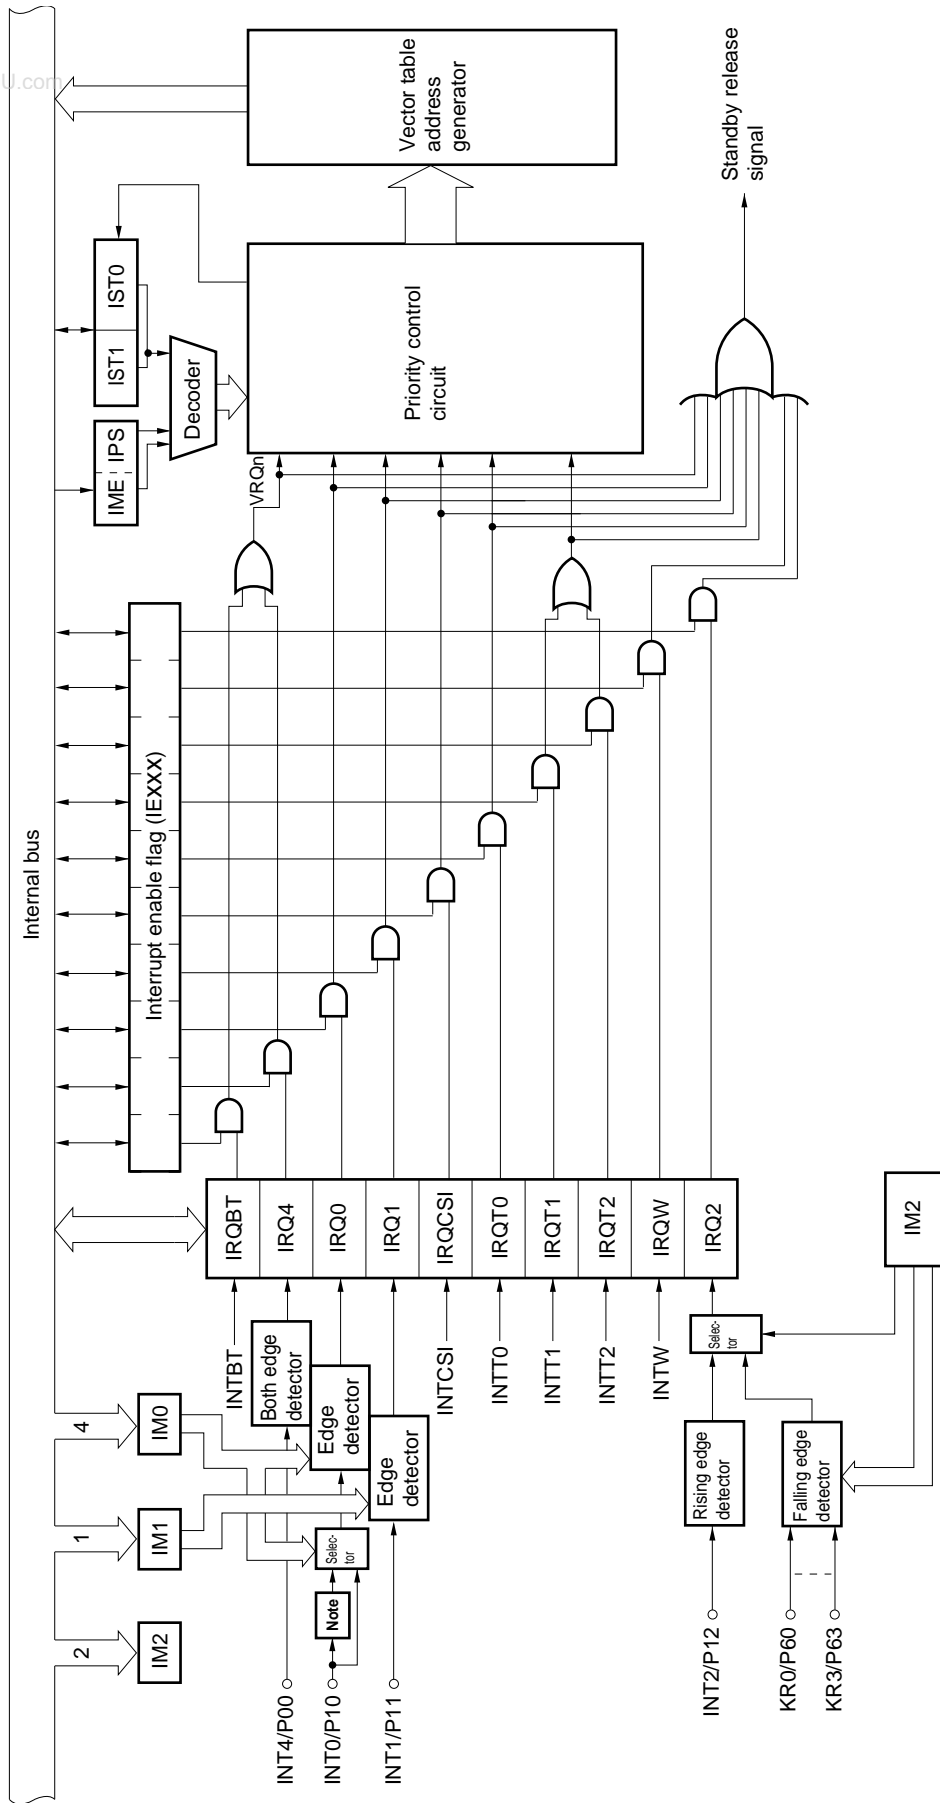 Internal bus
U.com
2
1
4
IM2
IM1
IM0
INT4/P00
INT0/P10
INT1/P11
INT2/P12
KR0/P60
KR3/P63
Note
Selec-
tor
Both edge
detector
Edge
detector
Edge
detector
Rising edge
detector
Falling edge
detector
Selec-
tor
IM2
INTBT
INTCSI
INTT0
INTT1
INTT2
INTW
IRQBT
IRQ4
IRQ0
IRQ1
IRQCSI
IRQT0
IRQT1
IRQT2
IRQW
IRQ2
Interrupt enable flag (IEXXX)
IME
IPS
IST1
IST0
Decoder
VRQn
Priority control
circuit
Vector table
address
generator
Standby release
signal